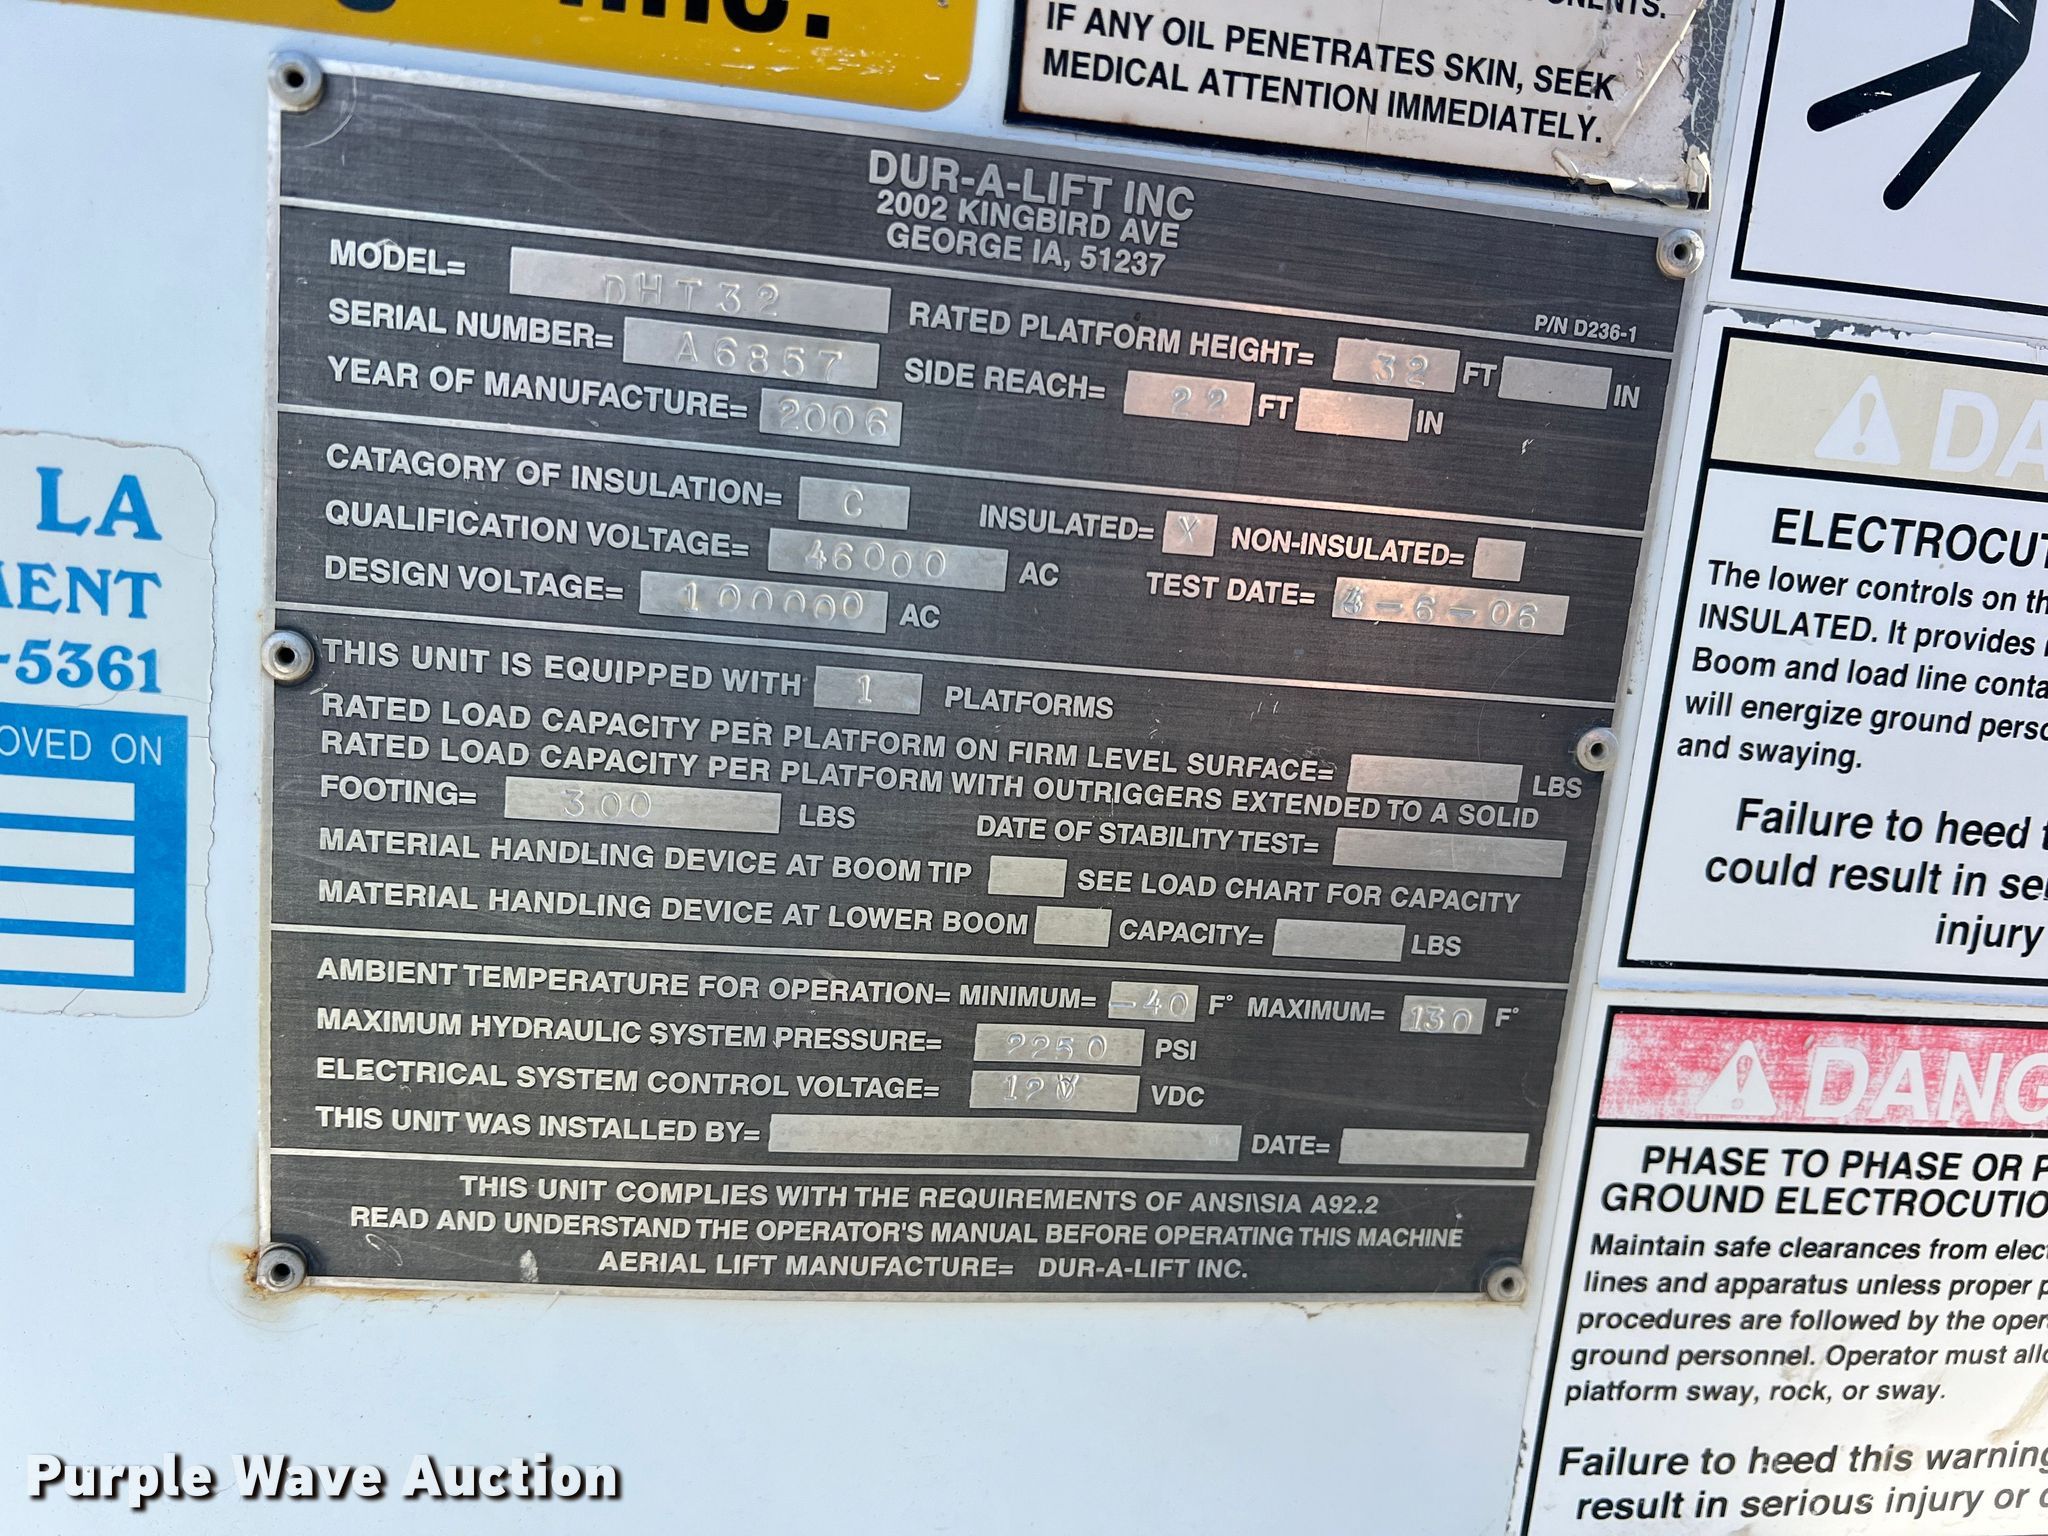 Inc.
IF ANY OIL PENETRATES SKIN, SEEK
MEDICAL ATTENTION IMMEDIATELY.
DUR-A-LIFT INC
2002 KINGBIRD AVE
GEORGE IA, 51237
P/N D236-1
MODEL= DHT32
SERIAL NUMBER= A6857
YEAR OF MANUFACTURE= 2006
RATED PLATFORM HEIGHT= 32 FT IN
SIDE REACH= 22 FT IN
CATAGORY OF INSULATION= C
INSULATED= X NON-INSULATED=
QUALIFICATION VOLTAGE= 46000 AC
TEST DATE= -6-06
DESIGN VOLTAGE= 100000 AC
THIS UNIT IS EQUIPPED WITH 1 PLATFORMS
RATED LOAD CAPACITY PER PLATFORM ON FIRM LEVEL SURFACE= LBS
RATED LOAD CAPACITY PER PLATFORM WITH OUTRIGGERS EXTENDED TO A SOLID
FOOTING= 300 LBS
DATE OF STABILITY TEST=
MATERIAL HANDLING DEVICE AT BOOM TIP SEE LOAD CHART FOR CAPACITY
MATERIAL HANDLING DEVICE AT LOWER BOOM CAPACITY= LBS
AMBIENT TEMPERATURE FOR OPERATION= MINIMUM= -40 F° MAXIMUM= 130 F°
MAXIMUM HYDRAULIC SYSTEM PRESSURE= 2250 PSI
ELECTRICAL SYSTEM CONTROL VOLTAGE= 12V VDC
THIS UNIT WAS INSTALLED BY= DATE=
THIS UNIT COMPLIES WITH THE REQUIREMENTS OF ANSI\SIA A92.2
READ AND UNDERSTAND THE OPERATOR'S MANUAL BEFORE OPERATING THIS MACHINE
AERIAL LIFT MANUFACTURE= DUR-A-LIFT INC.
LA
MENT
-5361
OVED ON
DA
ELECTROCUT
The lower controls on th
INSULATED. It provides
Boom and load line conta
will energize ground perso
and swaying.
Failure to heed t
could result in se
injury
DANG
PHASE TO PHASE OR P
GROUND ELECTROCUTIO
Maintain safe clearances from elec
lines and apparatus unless proper p
procedures are followed by the oper
ground personnel. Operator must allo
platform sway, rock, or sway.
Failure to heed this warning
result in serious injury or
Purple Wave Auction